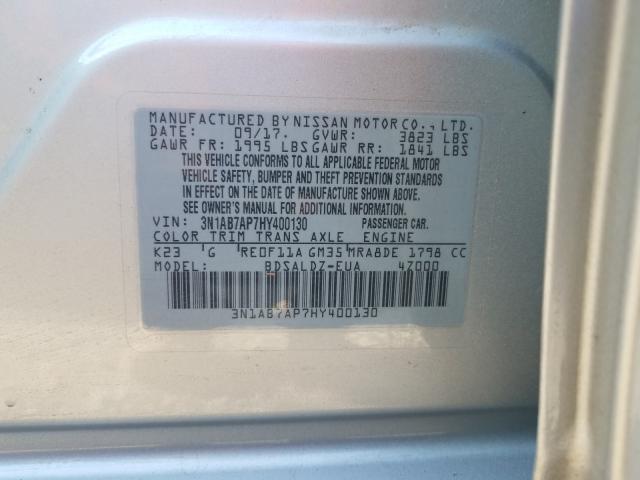 MANUFACTURED BY NISSAN MOTOR CO., LTD.
DATE: 09/17. GVWR: 3823 LBS
GAWR FR: 1995 LBS GAWR RR: 1841 LBS
THIS VEHICLE CONFORMS TO ALL APPLICABLE FEDERAL MOTOR
VEHICLE SAFETY, BUMPER AND THEFT PREVENTION STANDARDS
IN EFFECT ON THE DATE OF MANUFACTURE SHOWN ABOVE.
SEE OWNER'S MANUAL FOR ADDITIONAL INFORMATION.
VIN: 3N1AB7AP7HY400130 PASSENGER CAR.
COLOR TRIM TRANS AXLE ENGINE
K23 G RE0F11A GM35 MRA8DE 1798 CC
MODEL: BDSALDZ-EUA 4Z000
3N1AB7AP7HY400130